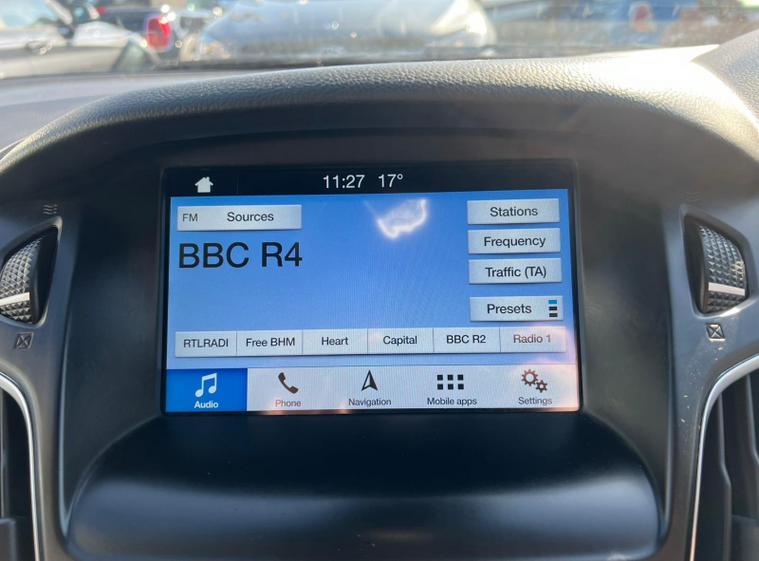 11:27 17°
FM Sources
Stations
BBC R4
Frequency
Traffic (TA)
Presets
RTLRADI Free BHM Heart Capital BBC R2 Radio 1
Audio Phone Navigation Mobile apps Settings